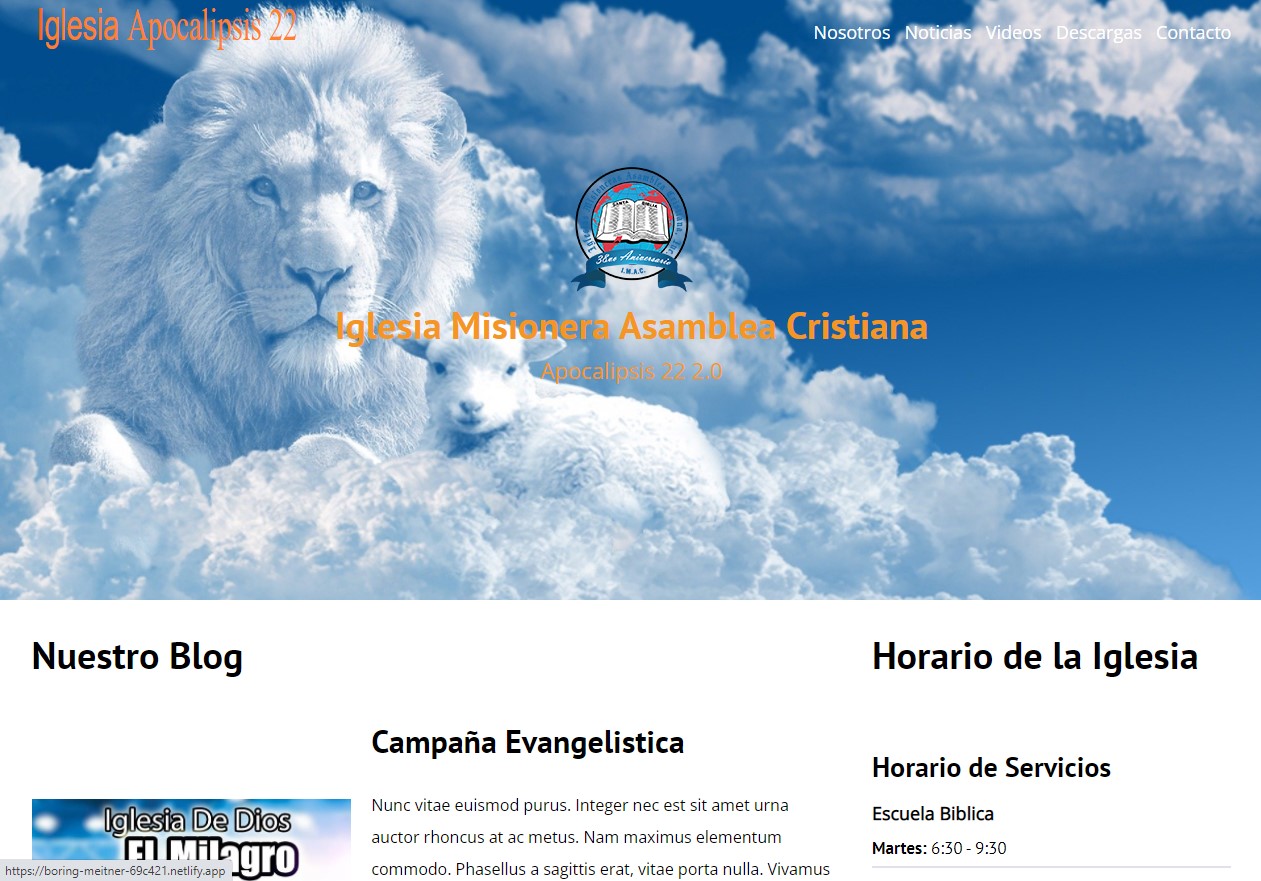 Iglesia Apocalipsis 22
Nosotros Noticias Videos Descargas Contacto
SANTA BIBLIA
38vo Aniversario
I.M.A.C.
Iglesia Misionera Asamblea Cristiana
Apocalipsis 22 2.0
Nuestro Blog
Campaña Evangelistica
Iglesia De Dios
El Milagro
Nunc vitae euismod purus. Integer nec est sit amet urna
auctor rhoncus at ac metus. Nam maximus elementum
commodo. Phasellus a sagittis erat, vitae porta nulla. Vivamus
Horario de la Iglesia
Horario de Servicios
Escuela Biblica
Martes: 6:30 - 9:30
https://boring-meitner-69c421.netlify.app